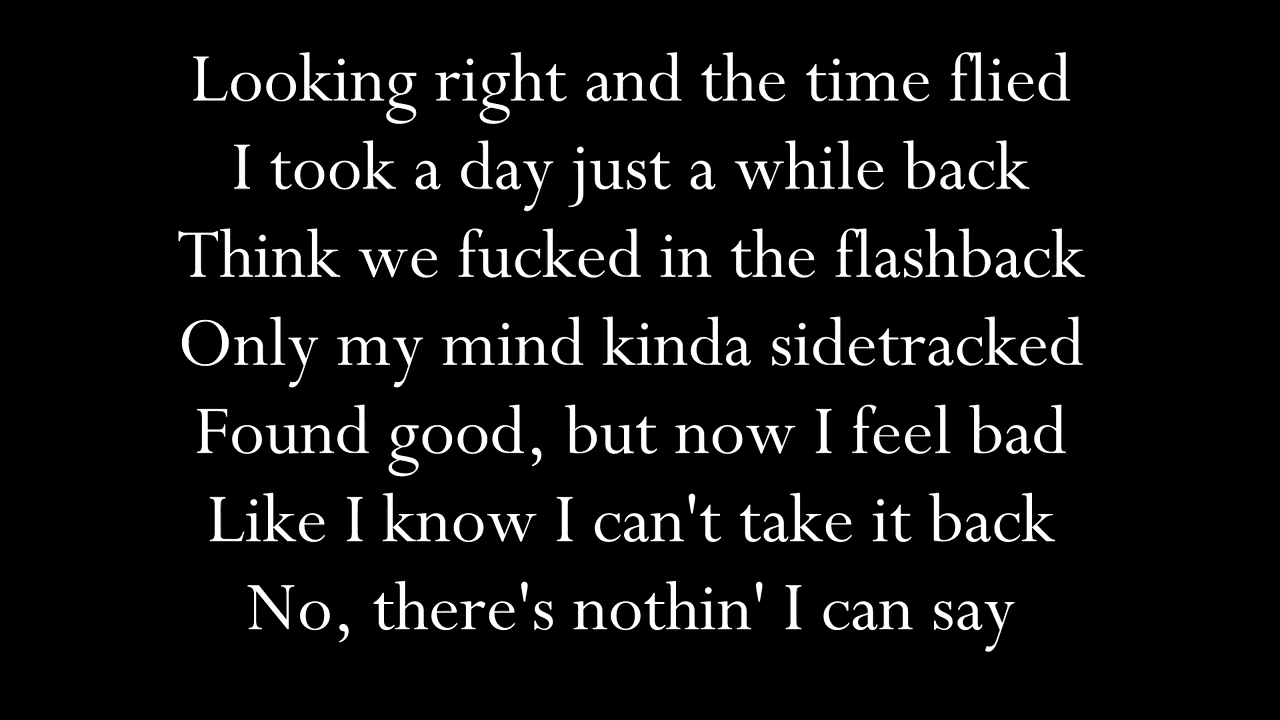 Looking right and the time flied
I took a day just a while back
Think we fucked in the flashback
Only my mind kinda sidetracked
Found good, but now I feel bad
Like I know I can't take it back
No, there's nothin' I can say